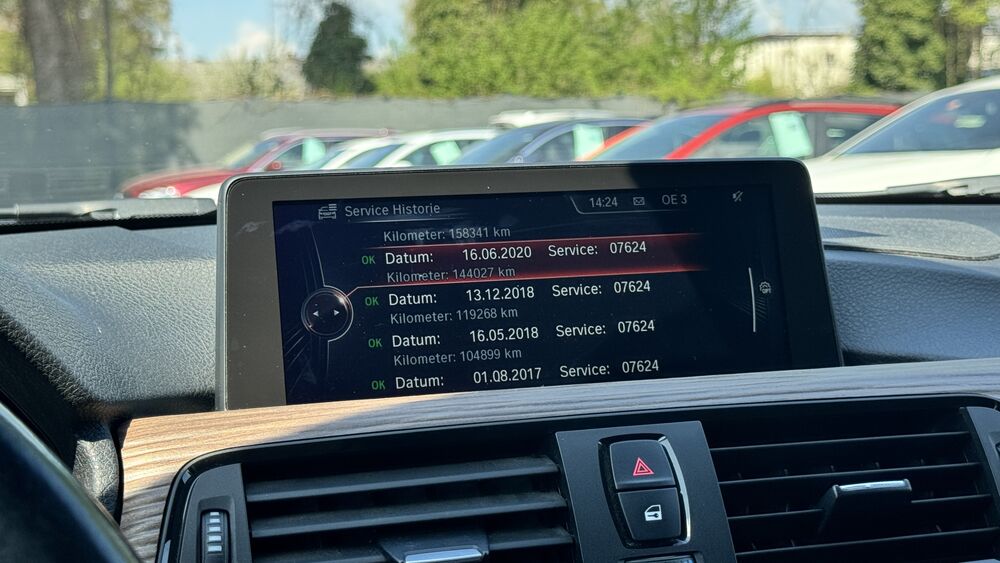 Service Historie
14:24 OE 3
Kilometer: 158341 km
OK Datum: 16.06.2020 Service: 07624
Kilometer: 144027 km
OK Datum: 13.12.2018 Service: 07624
Kilometer: 119268 km
OK Datum: 16.05.2018 Service: 07624
Kilometer: 104899 km
OK Datum: 01.08.2017 Service: 07624